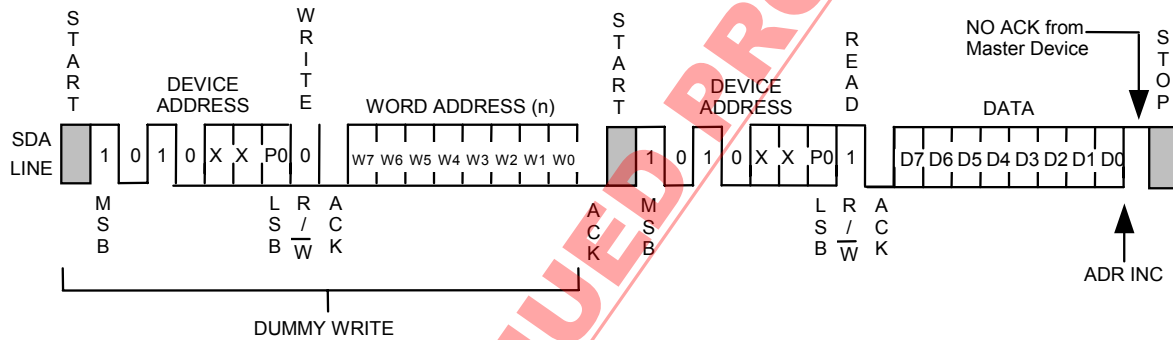 START
WRITE
START
READ
NO ACK from
Master Device
STOP
DEVICE
ADDRESS
WORD ADDRESS (n)
DEVICE
ADDRESS
DATA
SDA
LINE
1 0 1 0 X X P0 0
W7 W6 W5 W4 W3 W2 W1 W0
1 0 1 0 X X P0 1
D7 D6 D5 D4 D3 D2 D1 D0
MSB
LSB
R/W
ACK
ACK
MSB
LSB
R/W
ACK
ADR INC
DUMMY WRITE